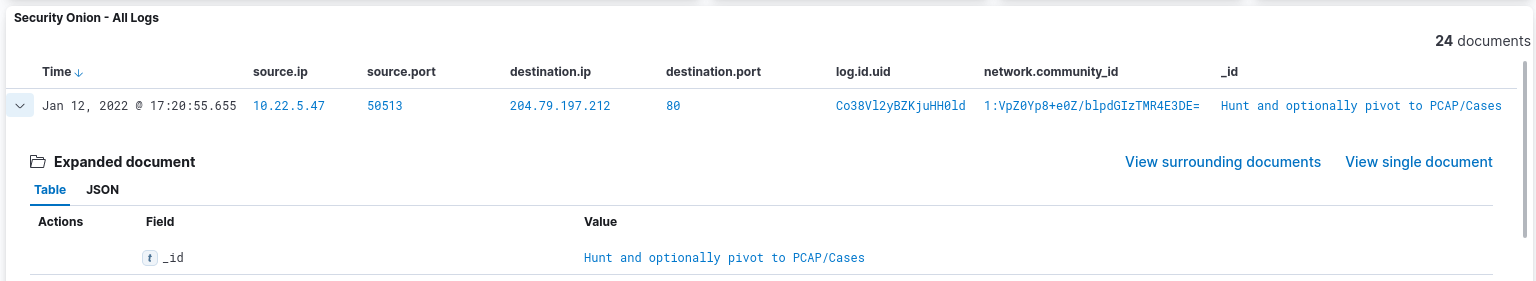 Security Onion - All Logs
24 documents
Time source.ip source.port destination.ip destination.port log.id.uid network.community_id _id
Jan 12, 2022 @ 17:20:55.655 10.22.5.47 50513 204.79.197.212 80 Co38Vl2yBZKjuHH0ld 1:VpZ0Yp8+e0Z/blpdGIzTMR4E3DE= Hunt and optionally pivot to PCAP/Cases
Expanded document View surrounding documents View single document
Table JSON
Actions Field Value
t _id Hunt and optionally pivot to PCAP/Cases